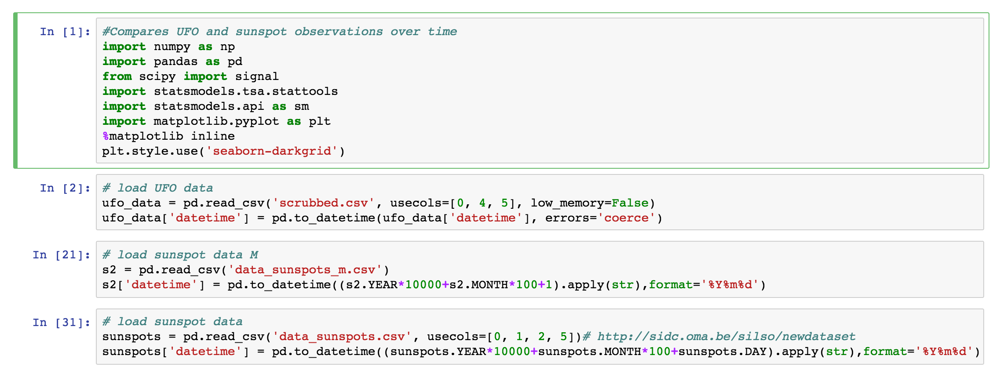 In [1]: #Compares UFO and sunspot observations over time
import numpy as np
import pandas as pd
from scipy import signal
import statsmodels.tsa.stattools
import statsmodels.api as sm
import matplotlib.pyplot as plt
%matplotlib inline
plt.style.use('seaborn-darkgrid')
In [2]: # load UFO data
ufo_data = pd.read_csv('scrubbed.csv', usecols=[0, 4, 5], low_memory=False)
ufo_data['datetime'] = pd.to_datetime(ufo_data['datetime'], errors='coerce')
In [21]: # load sunspot data M
s2 = pd.read_csv('data_sunspots_m.csv')
s2['datetime'] = pd.to_datetime((s2.YEAR*10000+s2.MONTH*100+1).apply(str),format='%Y%m%d')
In [31]: # load sunspot data
sunspots = pd.read_csv('data_sunspots.csv', usecols=[0, 1, 2, 5])# http://sidc.oma.be/silso/newdataset
sunspots['datetime'] = pd.to_datetime((sunspots.YEAR*10000+sunspots.MONTH*100+sunspots.DAY).apply(str),format='%Y%m%d')